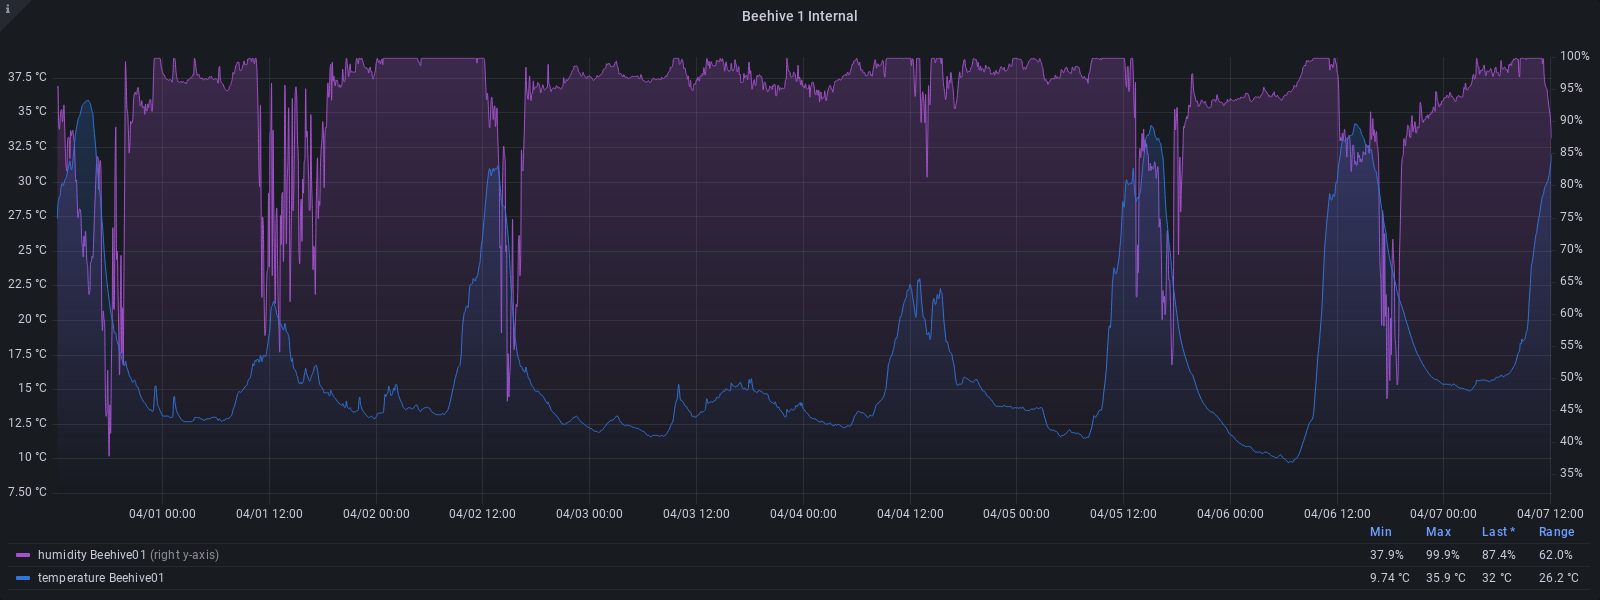 i
Beehive 1 Internal
37.5 °C
35 °C
32.5 °C
30 °C
27.5 °C
25 °C
22.5 °C
20 °C
17.5 °C
15 °C
12.5 °C
10 °C
7.50 °C
100%
95%
90%
85%
80%
75%
70%
65%
60%
55%
50%
45%
40%
35%
04/01 00:00 04/01 12:00 04/02 00:00 04/02 12:00 04/03 00:00 04/03 12:00 04/04 00:00 04/04 12:00 04/05 00:00 04/05 12:00 04/06 00:00 04/06 12:00 04/07 00:00 04/07 12:00
Min Max Last * Range
humidity Beehive01 (right y-axis) 37.9% 99.9% 87.4% 62.0%
temperature Beehive01 9.74 °C 35.9 °C 32 °C 26.2 °C